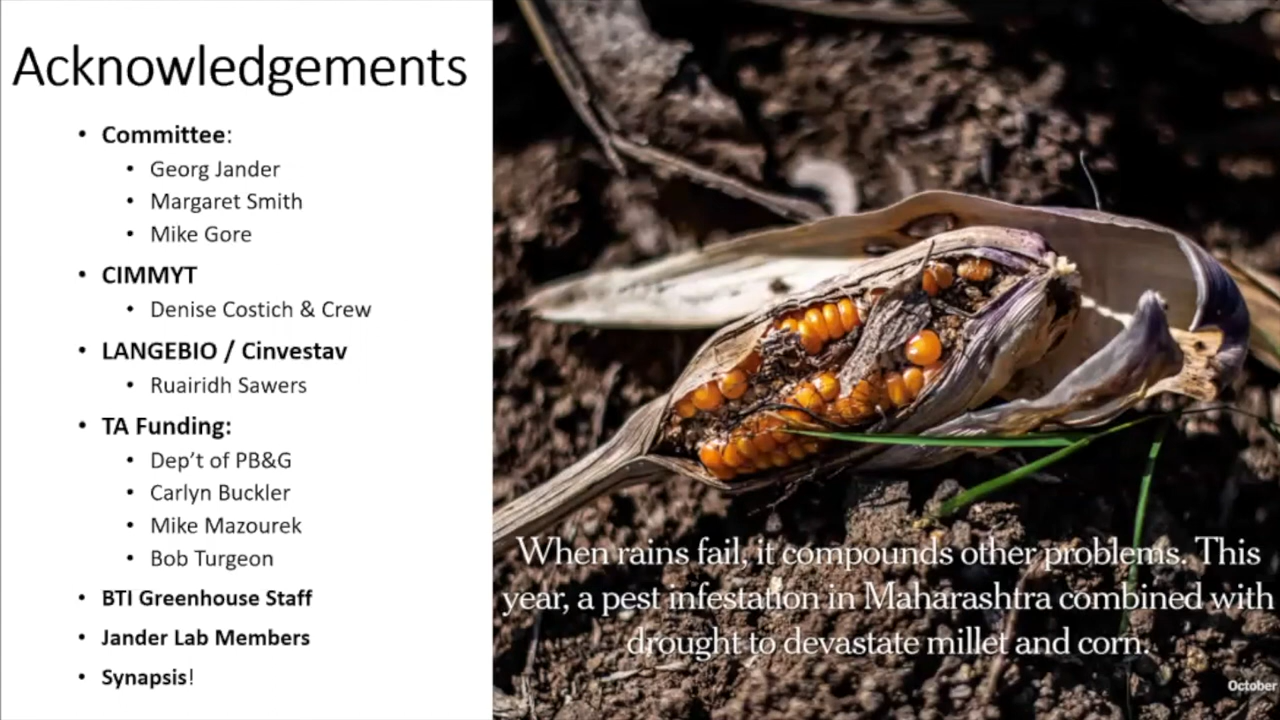 Acknowledgements
• Committee:
• Georg Jander
• Margaret Smith
• Mike Gore
• CIMMYT
• Denise Costich & Crew
• LANGEBIO / Cinvestav
• Ruairidh Sawers
• TA Funding:
• Dep’t of PB&G
• Carlyn Buckler
• Mike Mazourek
• Bob Turgeon
• BTI Greenhouse Staff
• Jander Lab Members
• Synapsis!
When rains fail, it compounds other problems. This
year, a pest infestation in Maharashtra combined with
drought to devastate millet and corn.
October